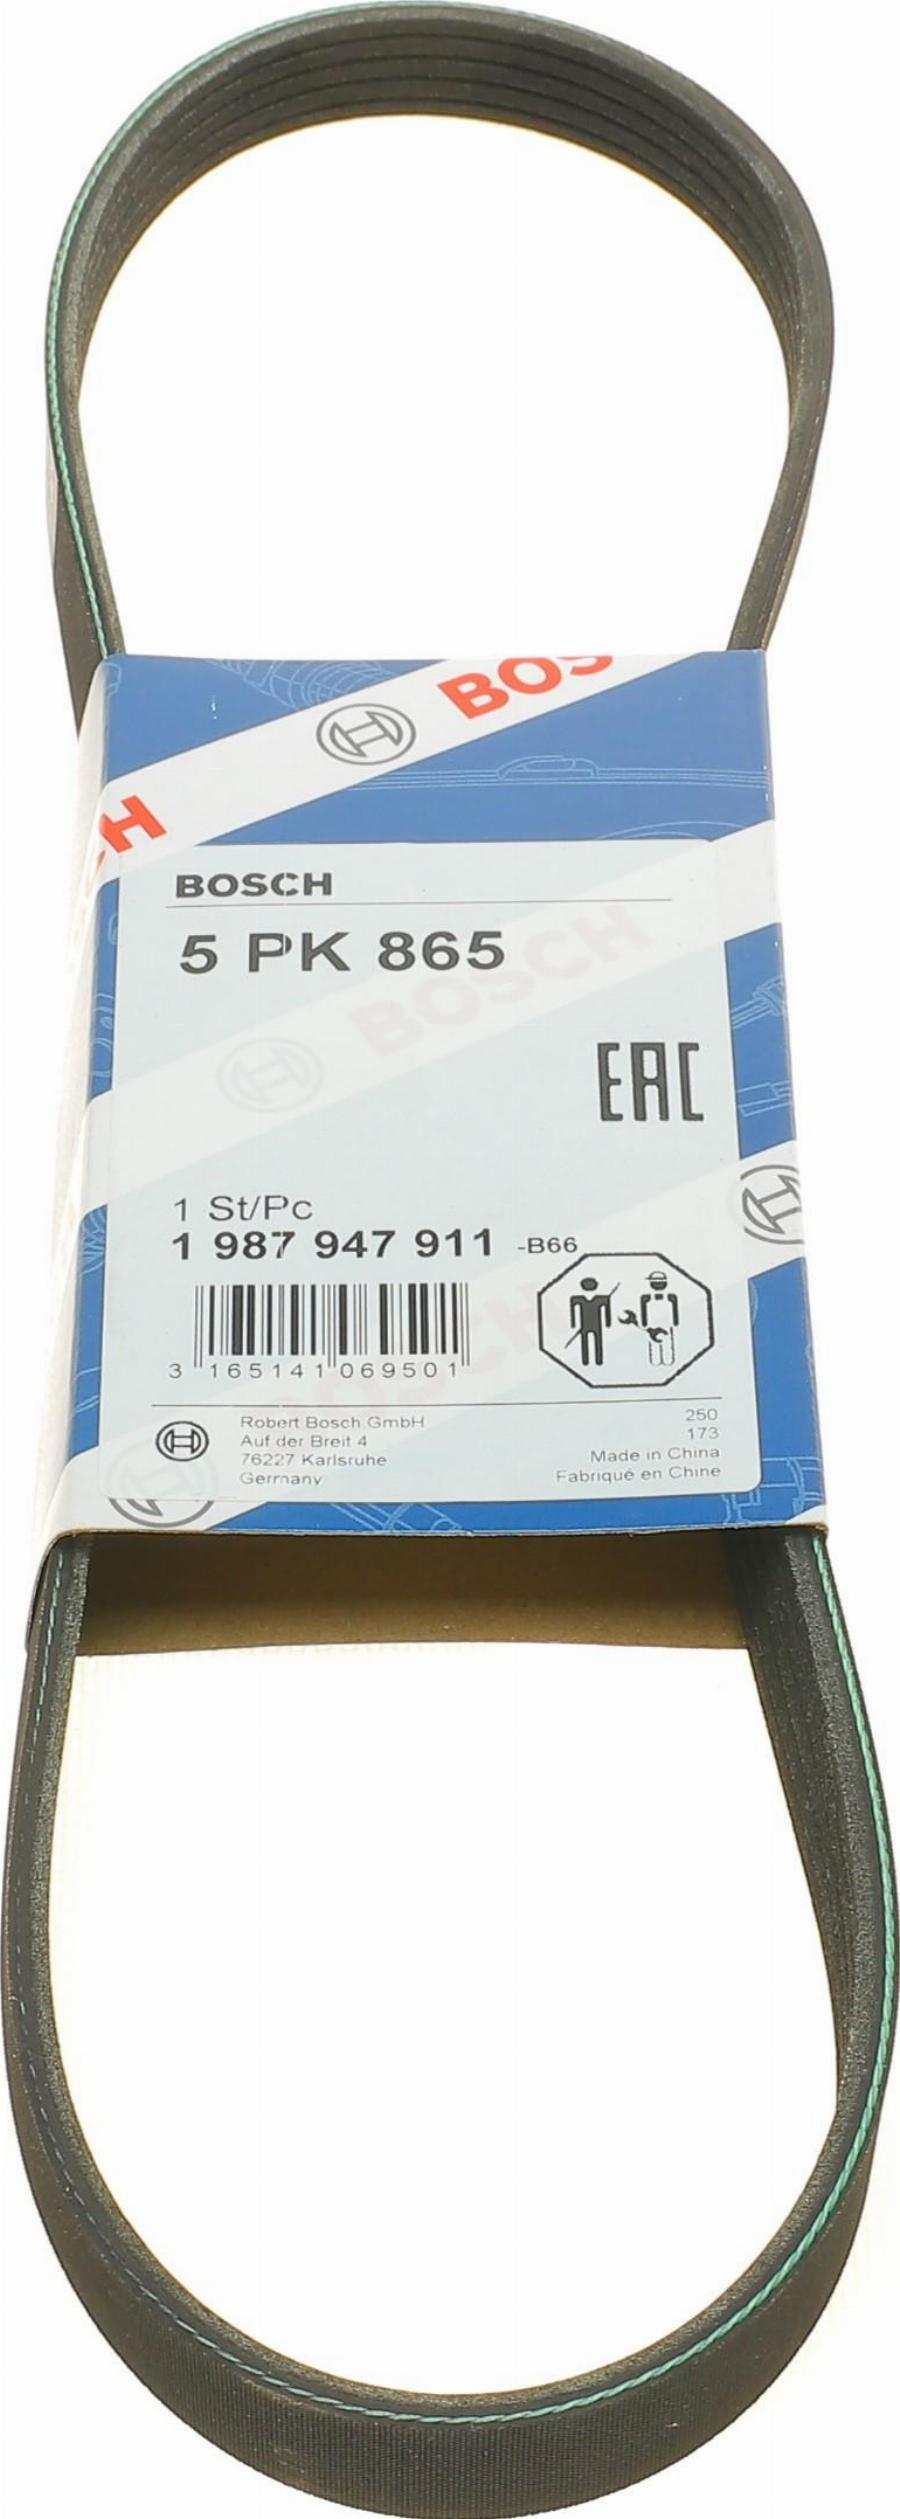 BOS
H
BOSCH
5 PK 865
BOSCH
EAC
1 St/Pc
1 987 947 911 -B66
3 165141 069501
Robert Bosch GmbH
Auf der Breit 4
76227 Karlsruhe
Germany
250
173
Made in China
Fabriqué en Chine